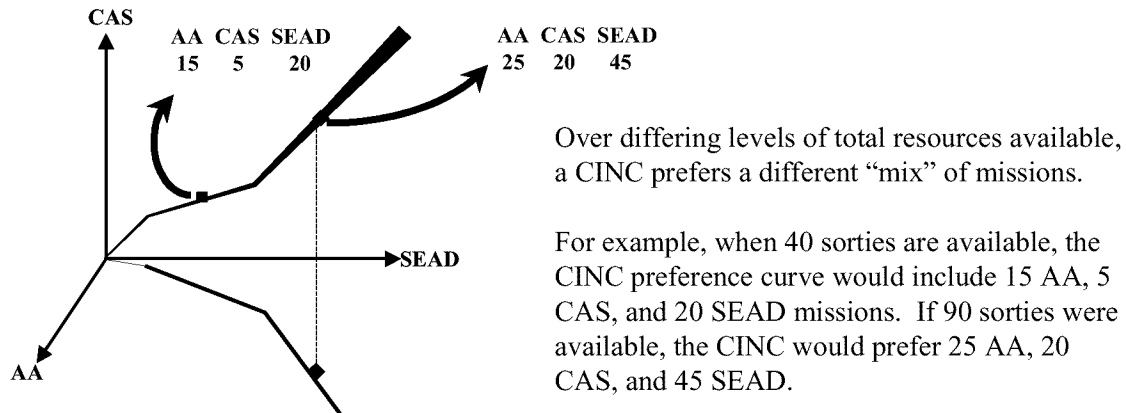 CAS
AA CAS SEAD
15 5 20
AA CAS SEAD
25 20 45
SEAD
AA
Over differing levels of total resources available,
a CINC prefers a different “mix” of missions.
For example, when 40 sorties are available, the
CINC preference curve would include 15 AA, 5
CAS, and 20 SEAD missions. If 90 sorties were
available, the CINC would prefer 25 AA, 20
CAS, and 45 SEAD.